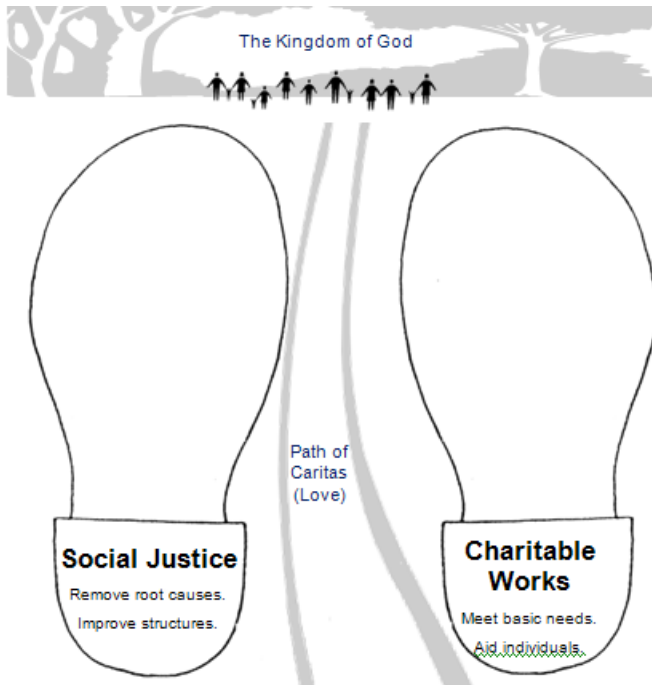 The Kingdom of God
Path of
Caritas
(Love)
Social Justice
Remove root causes.
Improve structures.
Charitable
Works
Meet basic needs.
Aid individuals.